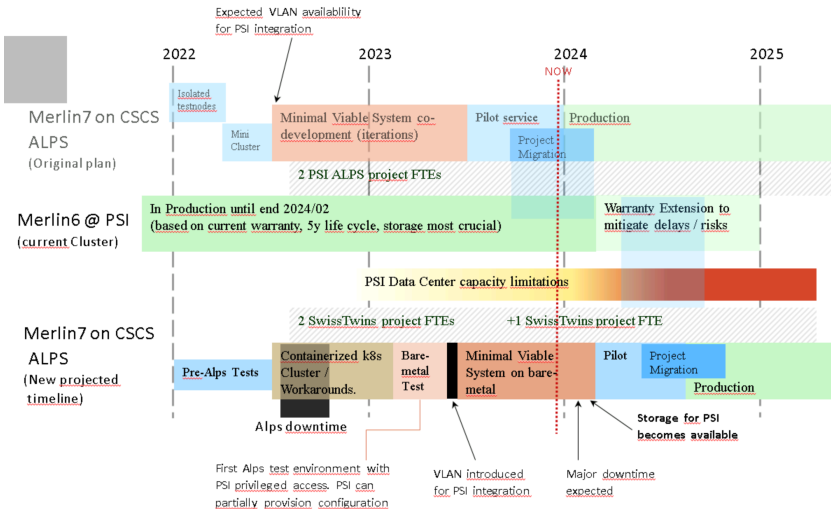 Expected VLAN availablility
for PSI integration
2022
2023
2024
2025
NOW
Isolated
testnodes
Mini
Cluster
Minimal Viable System co-
development (iterations)
Pilot service
Production
Project
Migration
Merlin7 on CSCS
ALPS
(Original plan)
2 PSI ALPS project FTEs
Merlin6 @ PSI
(current Cluster)
In Production until end 2024/02
(based on current warranty, 5y life cycle, storage most crucial)
Warranty Extension to
mitigate delays / risks
PSI Data Center capacity limitations
2 SwissTwins project FTEs
+1 SwissTwins project FTE
Merlin7 on CSCS
ALPS
(New projected
timeline)
Pre-Alps Tests
Containerized k8s
Cluster /
Workarounds.
Bare-
metal
Test
Minimal Viable
System on bare-
metal
Pilot
Project
Migration
Production
Alps downtime
Storage for PSI
becomes available
First Alps test environment with
PSI privileged access. PSI can
partially provision configuration
VLAN introduced
for PSI integration
Major downtime
expected